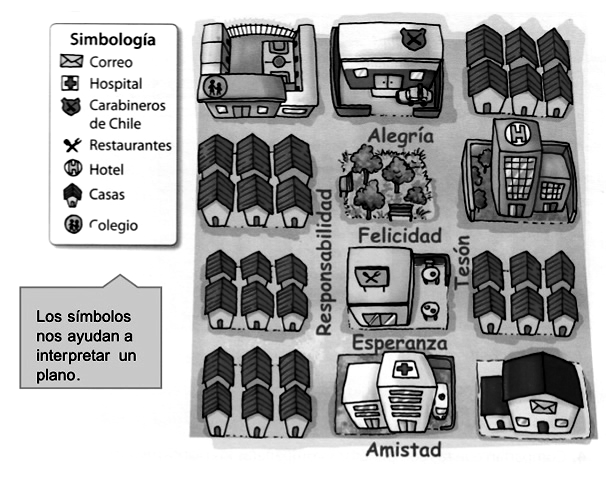 Simbología
Correo
Hospital
Carabineros
de Chile
Restaurantes
Hotel
Casas
Colegio
Los símbolos
nos ayudan a
interpretar un
plano.
Alegría
Responsabilidad
Felicidad
Tesón
Esperanza
Amistad
H
H